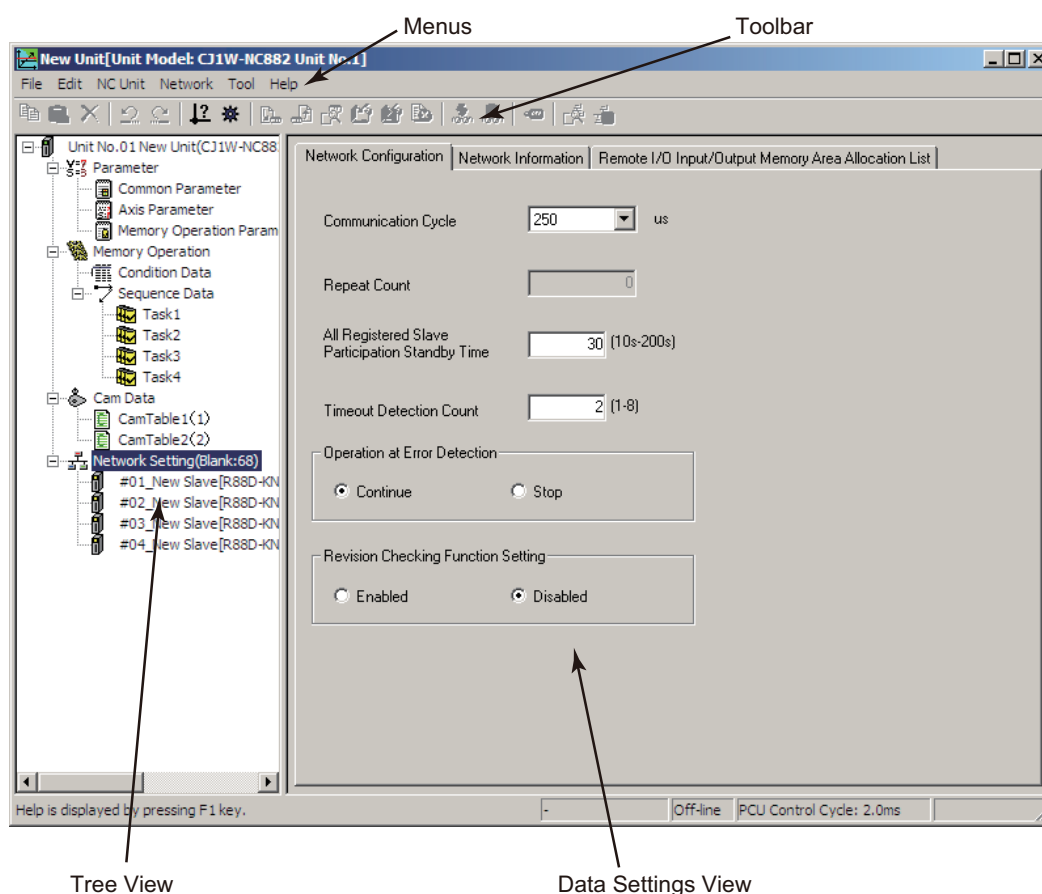 Menus
Toolbar
New Unit[Unit Model: CJ1W-NC882 Unit No.1]
File Edit NC Unit Network Tool Help
Unit No.01 New Unit(CJ1W-NC88
Parameter
Common Parameter
Axis Parameter
Memory Operation Param
Memory Operation
Condition Data
Sequence Data
Task1
Task2
Task3
Task4
Cam Data
CamTable1(1)
CamTable2(2)
Network Setting(Blank:68)
#01_New Slave[R88D-KN
#02_New Slave[R88D-KN
#03_New Slave[R88D-KN
#04_New Slave[R88D-KN
Network Configuration Network Information Remote I/O Input/Output Memory Area Allocation List
Communication Cycle 250 us
Repeat Count 0
All Registered Slave
Participation Standby Time 30 (10s-200s)
Timeout Detection Count 2 (1-8)
Operation at Error Detection
Continue Stop
Revision Checking Function Setting
Enabled Disabled
Help is displayed by pressing F1 key. - Off-line PCU Control Cycle: 2.0ms
Tree View
Data Settings View